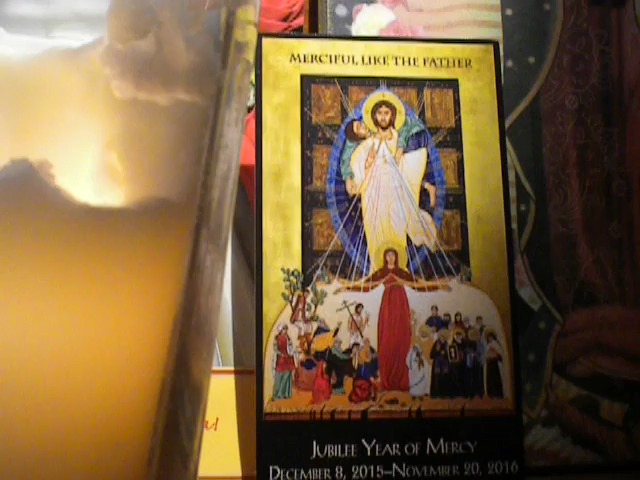 MERCIFUL LIKE THE FATHER
JUBILEE YEAR OF MERCY
DECEMBER 8, 2015–NOVEMBER 20, 2016